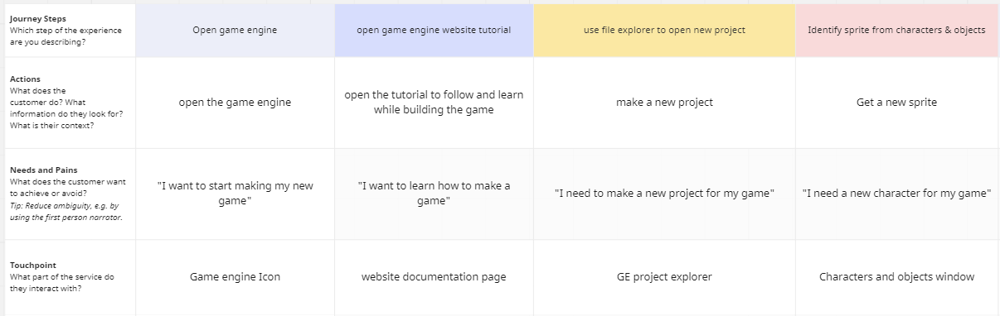 Journey Steps
Which step of the experience
are you describing?
Open game engine
open game engine website tutorial
use file explorer to open new project
Identify sprite from characters & objects
Actions
What does the
customer do? What
information do they look for?
What is their context?
open the game engine
open the tutorial to follow and learn
while building the game
make a new project
Get a new sprite
Needs and Pains
What does the customer want
to achieve or avoid?
Tip: Reduce ambiguity, e.g. by
using the first person narrator.
"I want to start making my new
game"
"I want to learn how to make a
game"
"I need to make a new project for my game"
"I need a new character for my game"
Touchpoint
What part of the service do
they interact with?
Game engine Icon
website documentation page
GE project explorer
Characters and objects window